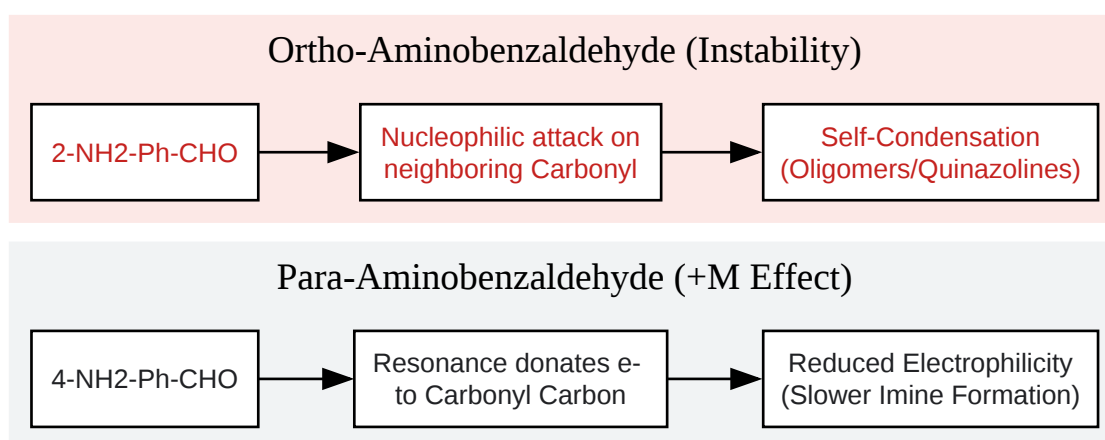 Ortho-Aminobenzaldehyde (Instability)
2-NH2-Ph-CHO
Nucleophilic attack on
neighboring Carbonyl
Self-Condensation
(Oligomers/Quinazolines)
Para-Aminobenzaldehyde (+M Effect)
4-NH2-Ph-CHO
Resonance donates e-
to Carbonyl Carbon
Reduced Electrophilicity
(Slower Imine Formation)